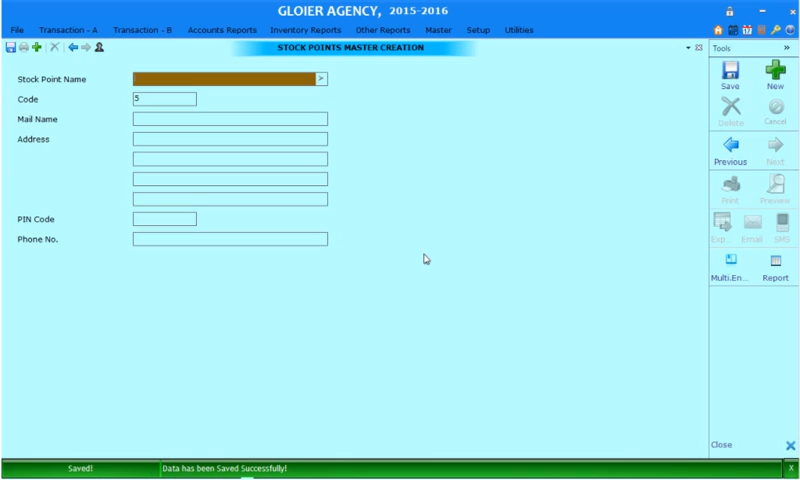 GLOIER AGENCY, 2015-2016
File Transaction - A Transaction - B Accounts Reports Inventory Reports Other Reports Master Setup Utilities
17
STOCK POINTS MASTER CREATION
Tools »
Stock Point Name
>
Code 5
Mail Name
Address
PIN Code
Phone No.
Save New
Delete Cancel
Previous Next
Print Preview
Exp... Email SMS
Multi.En... Report
Close
Saved! Data has been Saved Successfully! X